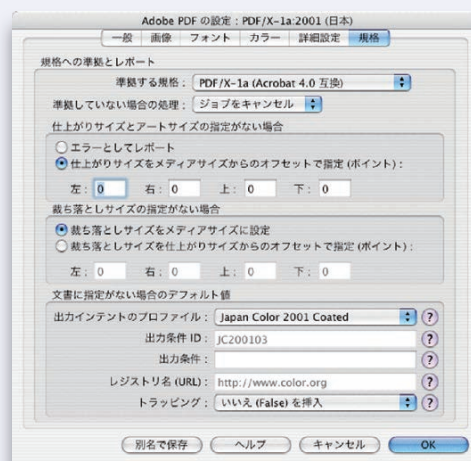 Adobe PDF の設定 : PDF/X-1a:2001 (日本)
一般 画像 フォント カラー 詳細設定 規格
規格への準拠とレポート
準拠する規格 : PDF/X-1a (Acrobat 4.0 互換)
準拠していない場合の処理 : ジョブをキャンセル
仕上がりサイズとアートサイズの指定がない場合
エラーとしてレポート
仕上がりサイズをメディアサイズからのオフセットで指定 (ポイント) :
左 : 0 右 : 0 上 : 0 下 : 0
裁ち落としサイズの指定がない場合
裁ち落としサイズをメディアサイズに設定
裁ち落としサイズを仕上がりサイズからのオフセットで指定 (ポイント) :
左 : 0 右 : 0 上 : 0 下 : 0
文書に指定がない場合のデフォルト値
出力インテントのプロファイル : Japan Color 2001 Coated ?
出力条件 ID : JC200103 ?
出力条件 : ?
レジストリ名 (URL) : http://www.color.org ?
トラッピング : いいえ (False) を挿入 ?
別名で保存 ヘルプ キャンセル OK